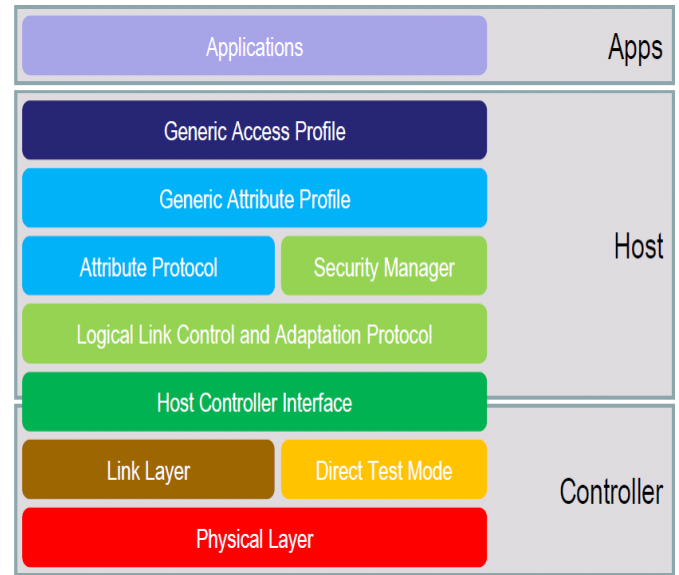 Applications
Apps
Generic Access Profile
Generic Attribute Profile
Attribute Protocol
Security Manager
Host
Logical Link Control and Adaptation Protocol
Host Controller Interface
Link Layer
Direct Test Mode
Controller
Physical Layer